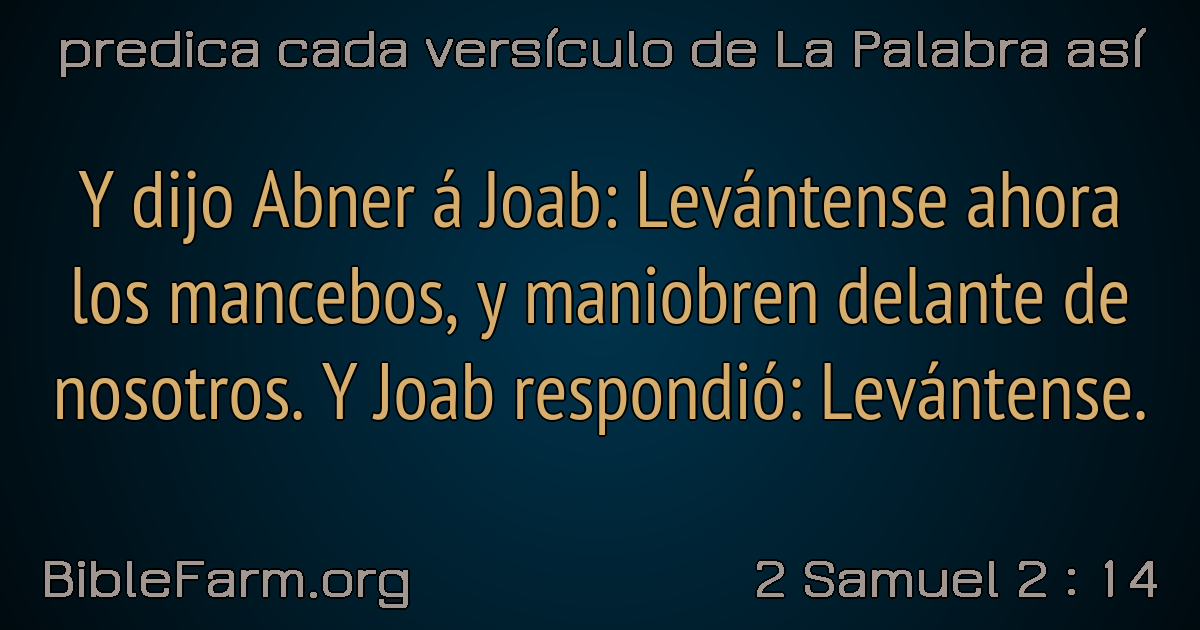 predica cada versículo de La Palabra así
Y dijo Abner á Joab: Levántense ahora
los mancebos, y maniobren delante de
nosotros. Y Joab respondió: Levántense.
BibleFarm.org
2 Samuel 2 : 14